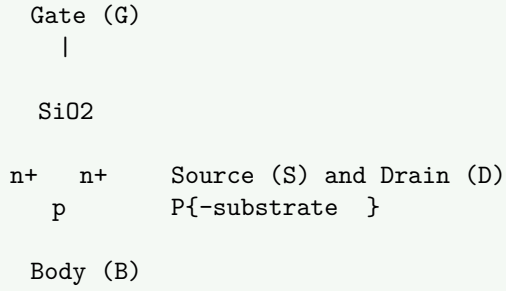 Gate (G)
|
SiO2
n+ n+ Source (S) and Drain (D)
p P{-substrate }
Body (B)